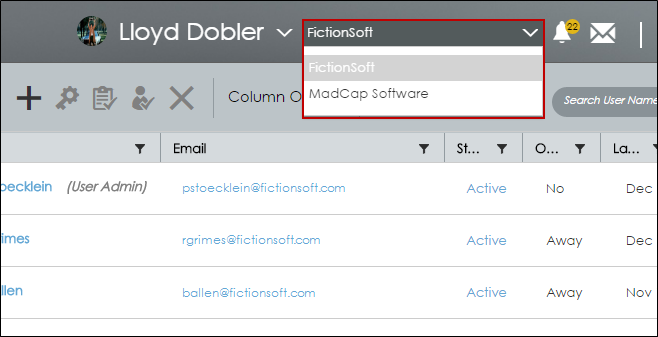 Lloyd Dobler
FictionSoft
22
FictionSoft
MadCap Software
Column O
Search User Name
Email
St...
O...
La...
oecklein (User Admin)
pstoecklein@fictionsoft.com
Active
No
Dec
imes
rgrimes@fictionsoft.com
Active
Away
Dec
llen
ballen@fictionsoft.com
Active
Away
Nov